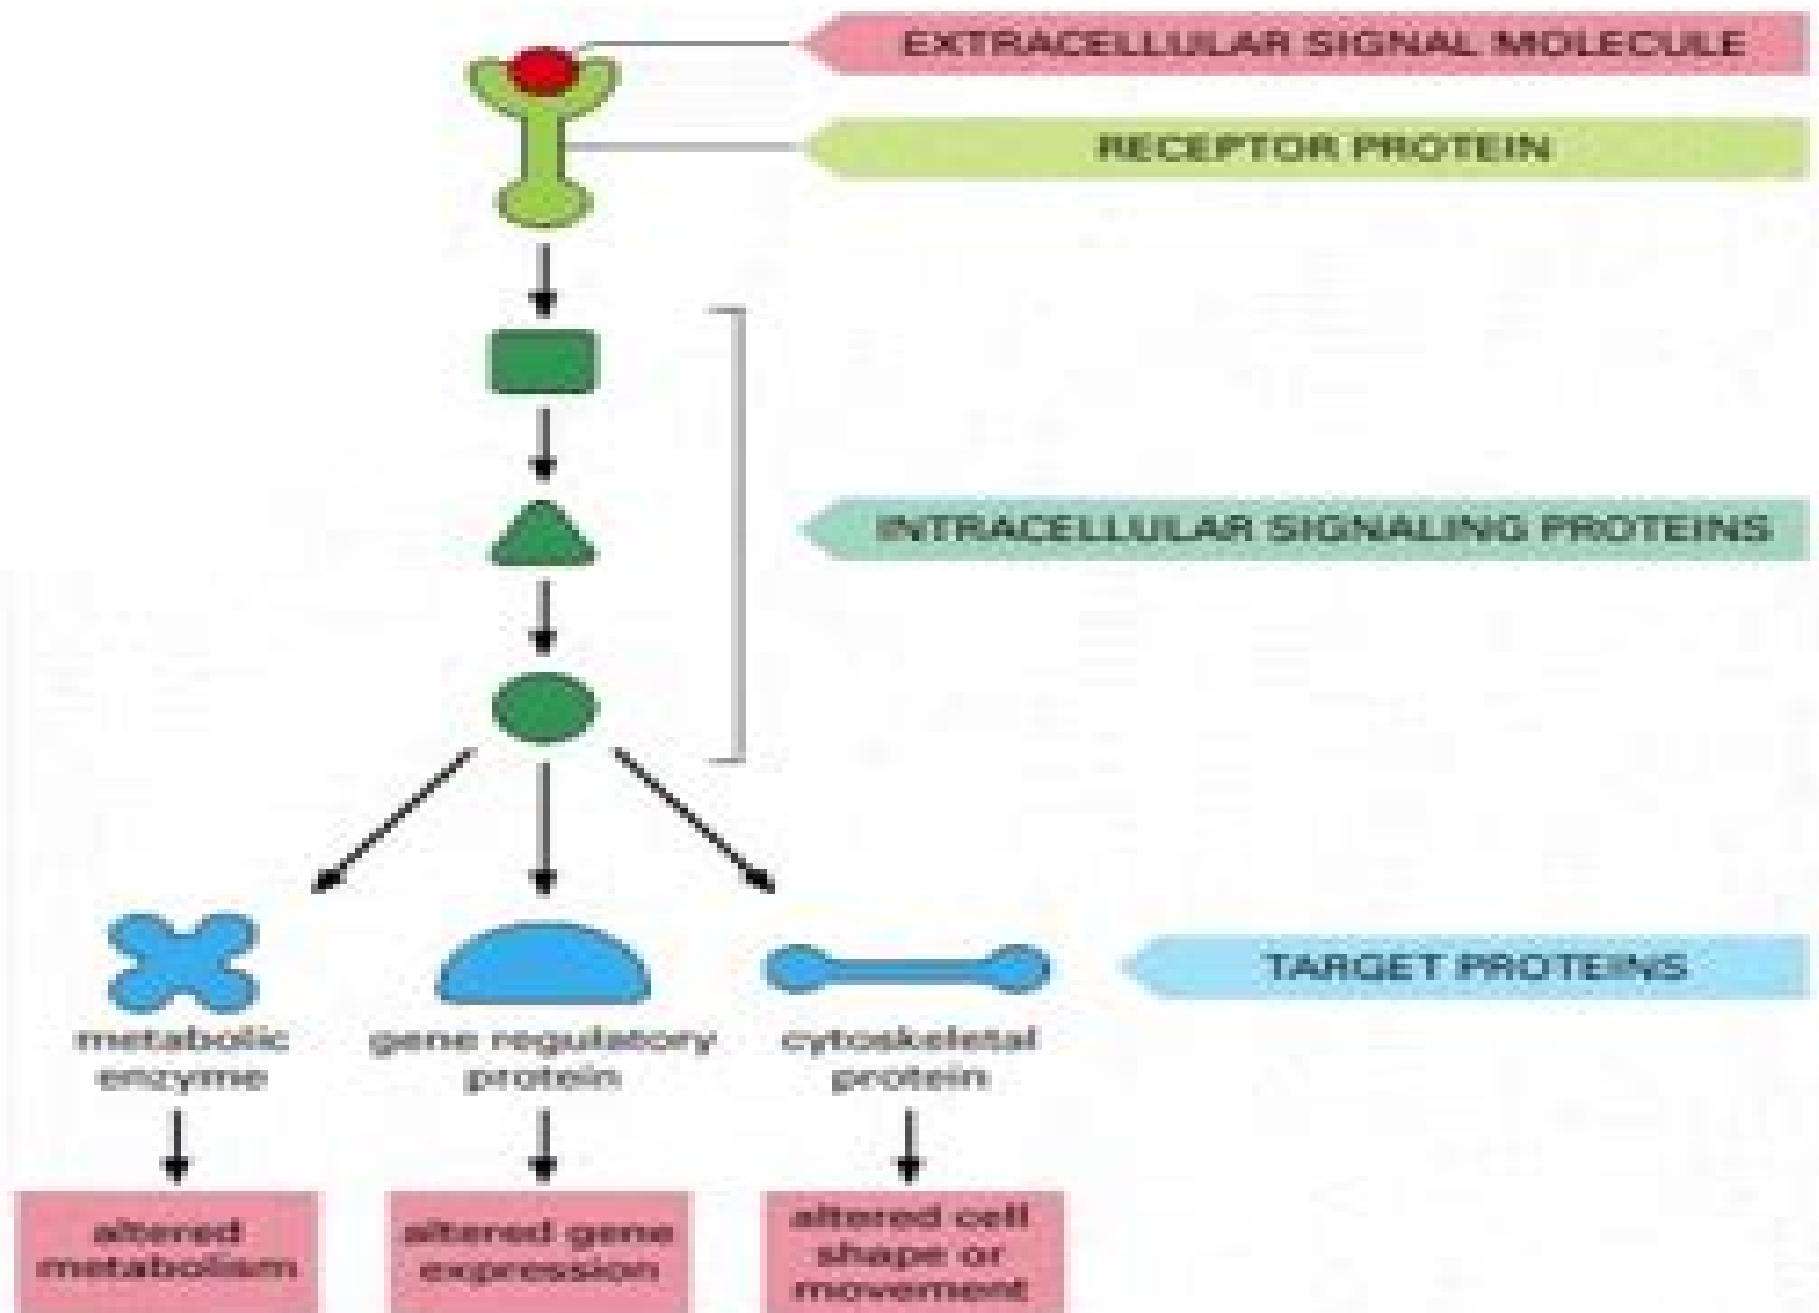 EXTRACELLULAR SIGNAL MOLECULE
RECEPTOR PROTEIN
INTRACELLULAR SIGNALING PROTEINS
TARGET PROTEINS
metabolic
enzyme
gene regulatory
protein
cytoskeletal
protein
altered
metabolism
altered gene
expression
altered cell
shape or
movement